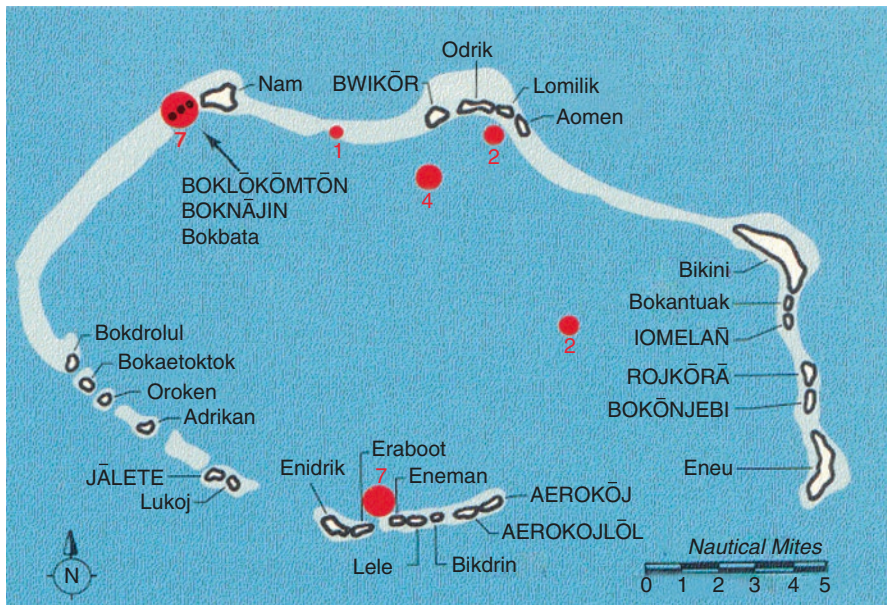 Odrik
Nam
BWIKŌR
Lomilik
Aomen
7
1
2
4
BOKLŌKŌMTŌN
BOKNĀJIN
Bokbata
Bikini
Bokantuak
IOMELAÑ
2
Bokdrolul
Bokaetoktok
Oroken
Adrikan
ROJKŌRĀ
BOKŌNJEBI
JĀLETE
Lukoj
Enidrik
Eraboot
7
Eneman
Eneu
AEROKŌJ
AEROKOJLŌL
Lele
Bikdrin
Nautical Mites
0 1 2 3 4 5
N